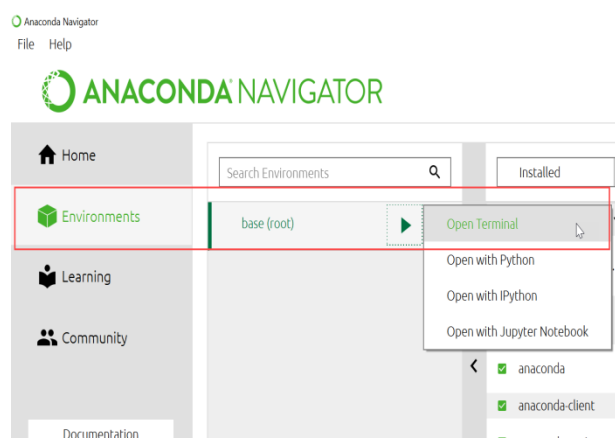 Anaconda Navigator
File Help
ANACONDA NAVIGATOR
Home
Search Environments
Installed
Environments
base (root)
Open Terminal
Open with Python
Learning
Open with IPython
Community
Open with Jupyter Notebook
anaconda
anaconda-client
Documentation